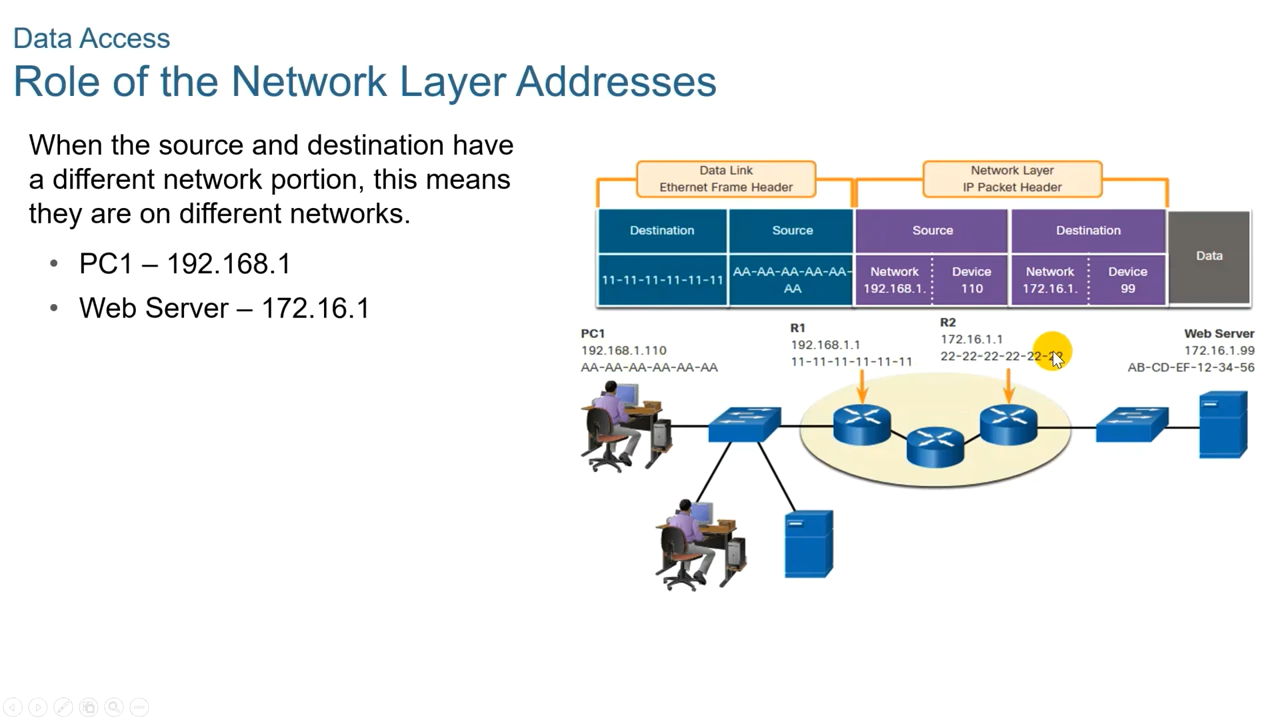 Data Access
Role of the Network Layer Addresses
When the source and destination have
a different network portion, this means
they are on different networks.
• PC1 – 192.168.1
• Web Server – 172.16.1
Data Link
Ethernet Frame Header
Network Layer
IP Packet Header
Destination
Source
Source
Destination
Data
11-11-11-11-11-11
AA-AA-AA-AA-AA-
AA
Network
192.168.1.
Device
110
Network
172.16.1.
Device
99
PC1
192.168.1.110
AA-AA-AA-AA-AA-AA
R1
192.168.1.1
11-11-11-11-11-11
R2
172.16.1.1
22-22-22-22-22-22
Web Server
172.16.1.99
AB-CD-EF-12-34-56